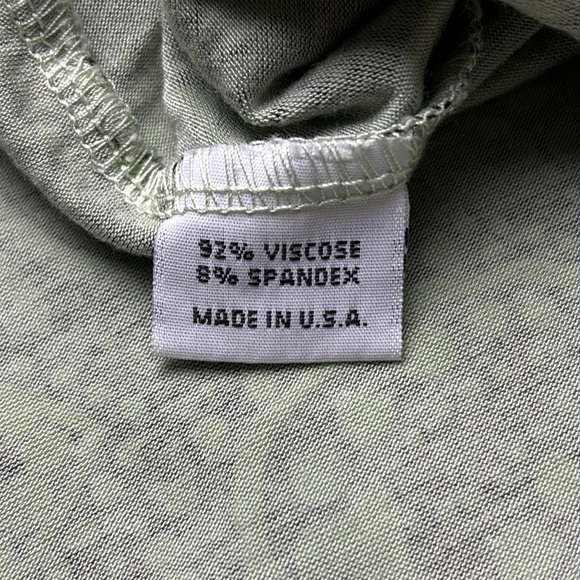 92% VISCOSE
8% SPANDEX
MADE IN U.S.A.